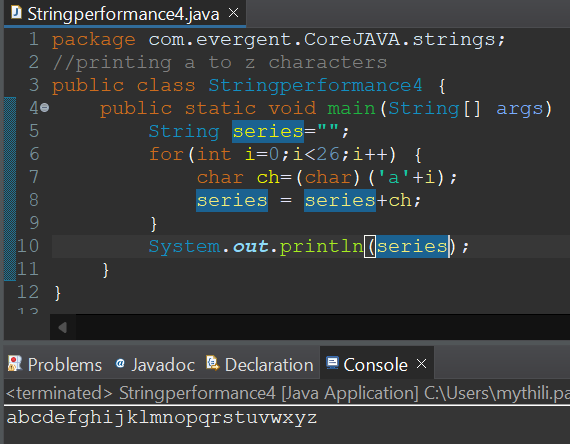 Stringperformance4.java ×
1 package com.evergent.CoreJAVA.strings;
2 //printing a to z characters
3 public class Stringperformance4 {
4 public static void main(String[] args)
5 String series="";
6 for(int i=0;i<26;i++) {
7 char ch=(char)('a'+i);
8 series = series+ch;
9 }
10 System.out.println(series);
11 }
12 }
13
Problems @ Javadoc Declaration Console ×
<terminated> Stringperformance4 [Java Application] C:\Users\mythili.pa
abcdefghijklmnopqrstuvwxyz